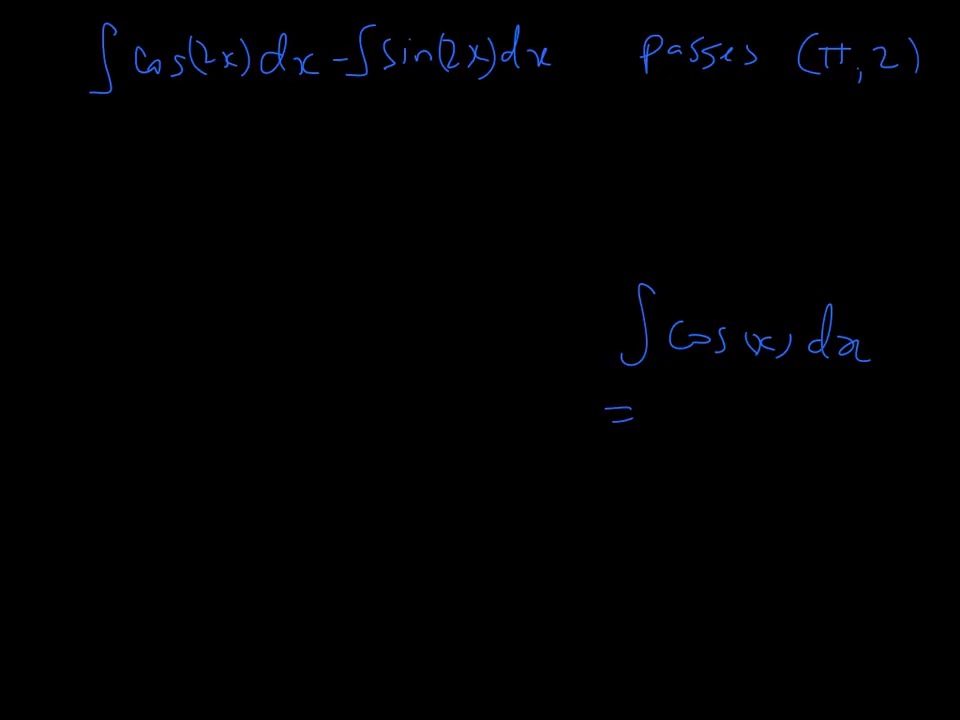 ∫cos(2x)dx - ∫sin(2x)dx passes (π, 2)
∫cos(x)dx
=